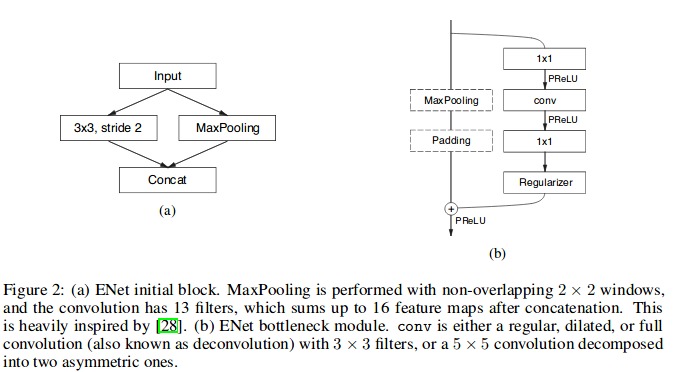 Input
3x3, stride 2
MaxPooling
Concat
(a)
1x1
PReLU
MaxPooling
conv
PReLU
Padding
1x1
Regularizer
+
PReLU
(b)
Figure 2: (a) ENet initial block. MaxPooling is performed with non-overlapping 2 × 2 windows,
and the convolution has 13 filters, which sums up to 16 feature maps after concatenation. This
is heavily inspired by [28]. (b) ENet bottleneck module. conv is either a regular, dilated, or full
convolution (also known as deconvolution) with 3 × 3 filters, or a 5 × 5 convolution decomposed
into two asymmetric ones.